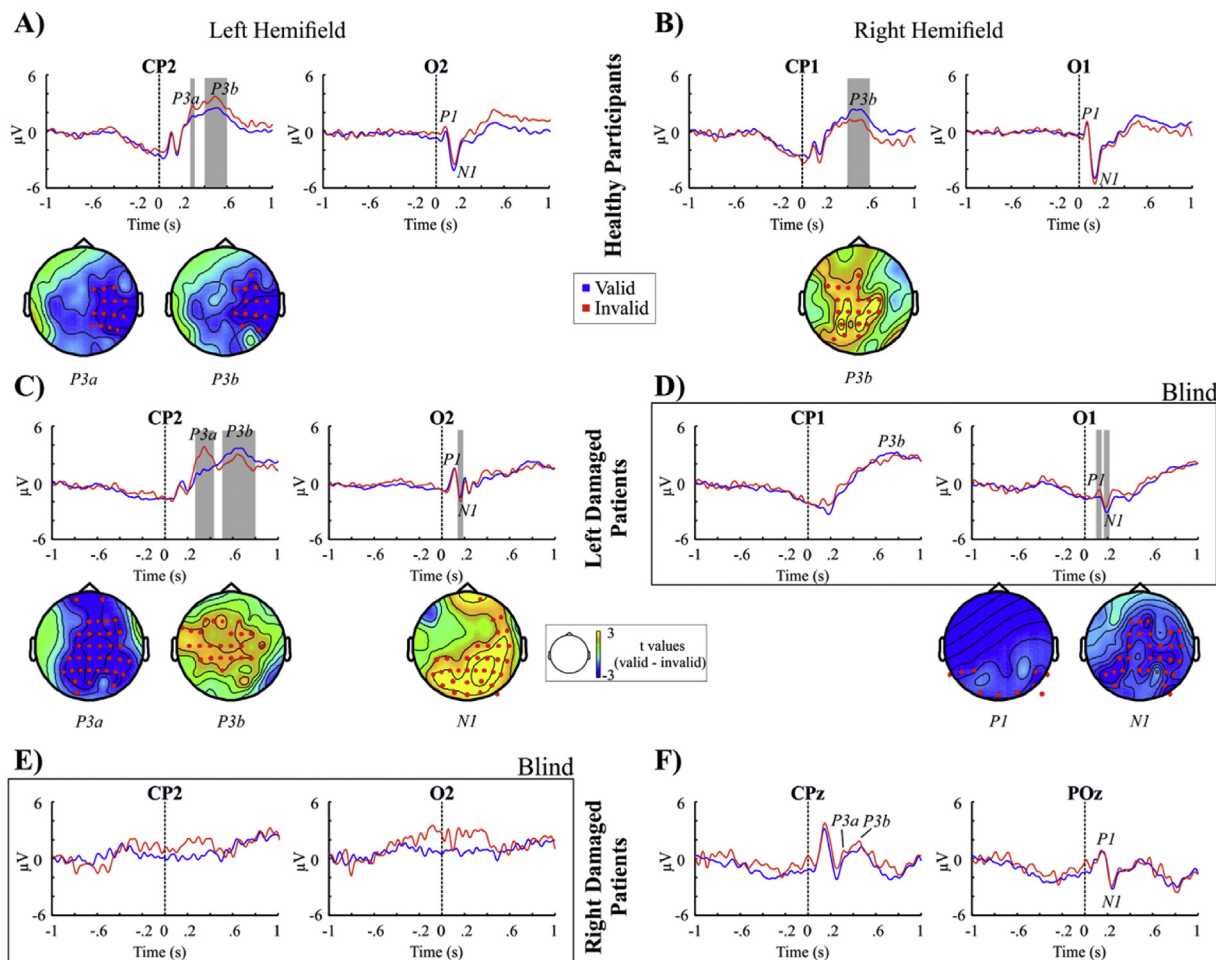 A)
Left Hemifield
B)
Right Hemifield
CP2
O2
CP1
O1
6
0
-6
µV
P3a
P3b
-1 -.6 -.2 0 .2 .6 1
Time (s)
6
0
-6
µV
P1
N1
-1 -.6 -.2 0 .2 .6 1
Time (s)
Healthy Participants
6
0
-6
µV
P3b
-1 -.6 -.2 0 .2 .6 1
Time (s)
6
0
-6
µV
P1
N1
-1 -.6 -.2 0 .2 .6 1
Time (s)
Valid
Invalid
P3a
P3b
P3b
C)
D)
Blind
CP2
O2
CP1
O1
6
0
-6
µV
P3a
P3b
-1 -.6 -.2 0 .2 .6 1
Time (s)
6
0
-6
µV
P1
N1
-1 -.6 -.2 0 .2 .6 1
Time (s)
Left Damaged
Patients
6
0
-6
µV
P3b
-1 -.6 -.2 0 .2 .6 1
Time (s)
6
0
-6
µV
P1
N1
-1 -.6 -.2 0 .2 .6 1
Time (s)
3
t values
(valid - invalid)
-3
P3a
P3b
N1
P1
N1
E)
Blind
F)
CP2
O2
CPz
POz
6
0
-6
µV
-1 -.6 -.2 0 .2 .6 1
Time (s)
6
0
-6
µV
-1 -.6 -.2 0 .2 .6 1
Time (s)
Right Damaged
Patients
6
0
-6
µV
P3a
P3b
-1 -.6 -.2 0 .2 .6 1
Time (s)
6
0
-6
µV
P1
N1
-1 -.6 -.2 0 .2 .6 1
Time (s)